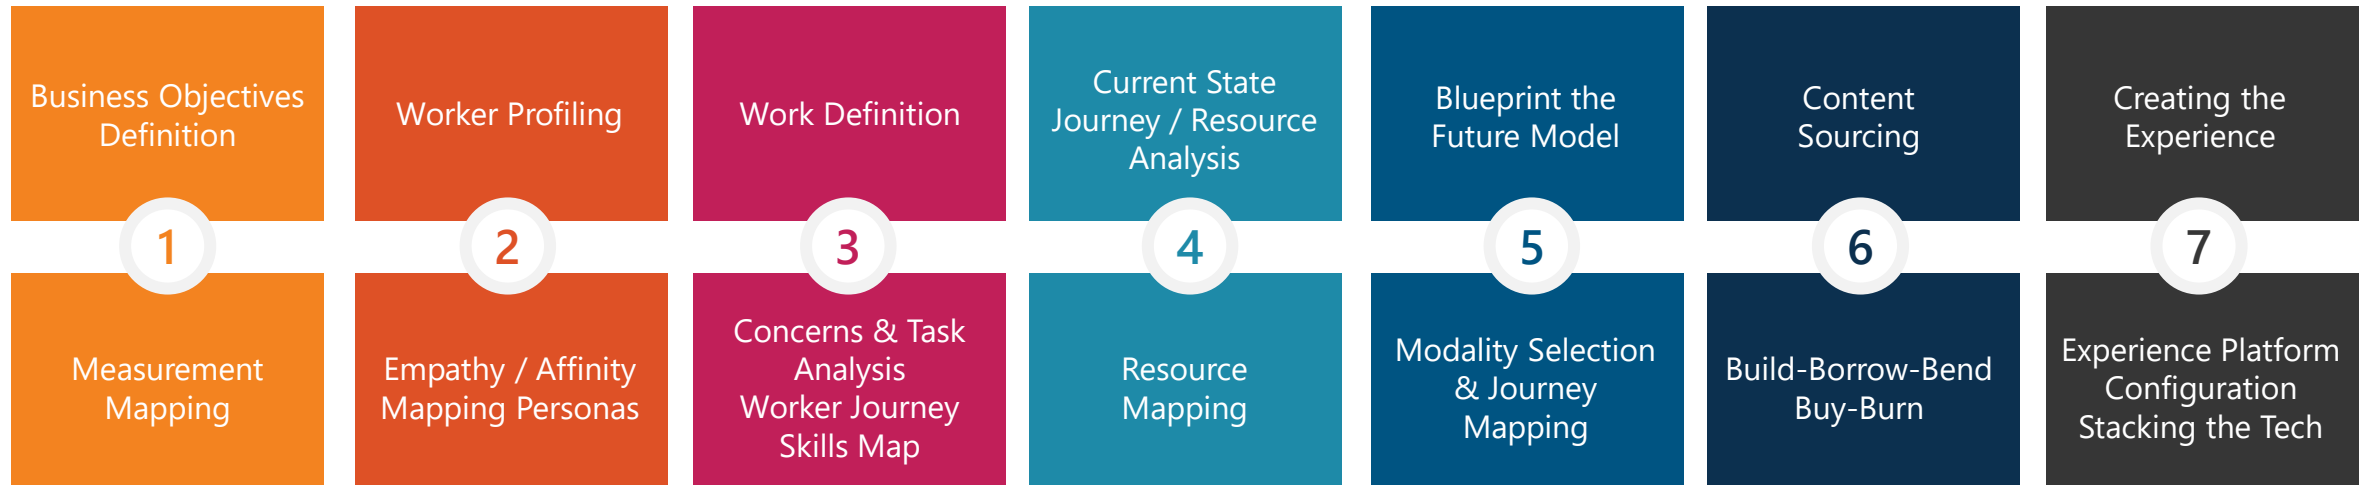 Business Objectives
Definition
1
Measurement
Mapping
Worker Profiling
2
Empathy / Affinity
Mapping Personas
Work Definition
3
Concerns & Task
Analysis
Worker Journey
Skills Map
Current State
Journey / Resource
Analysis
4
Resource
Mapping
Blueprint the
Future Model
5
Modality Selection
& Journey
Mapping
Content
Sourcing
6
Build-Borrow-Bend
Buy-Burn
Creating the
Experience
7
Experience Platform
Configuration
Stacking the Tech